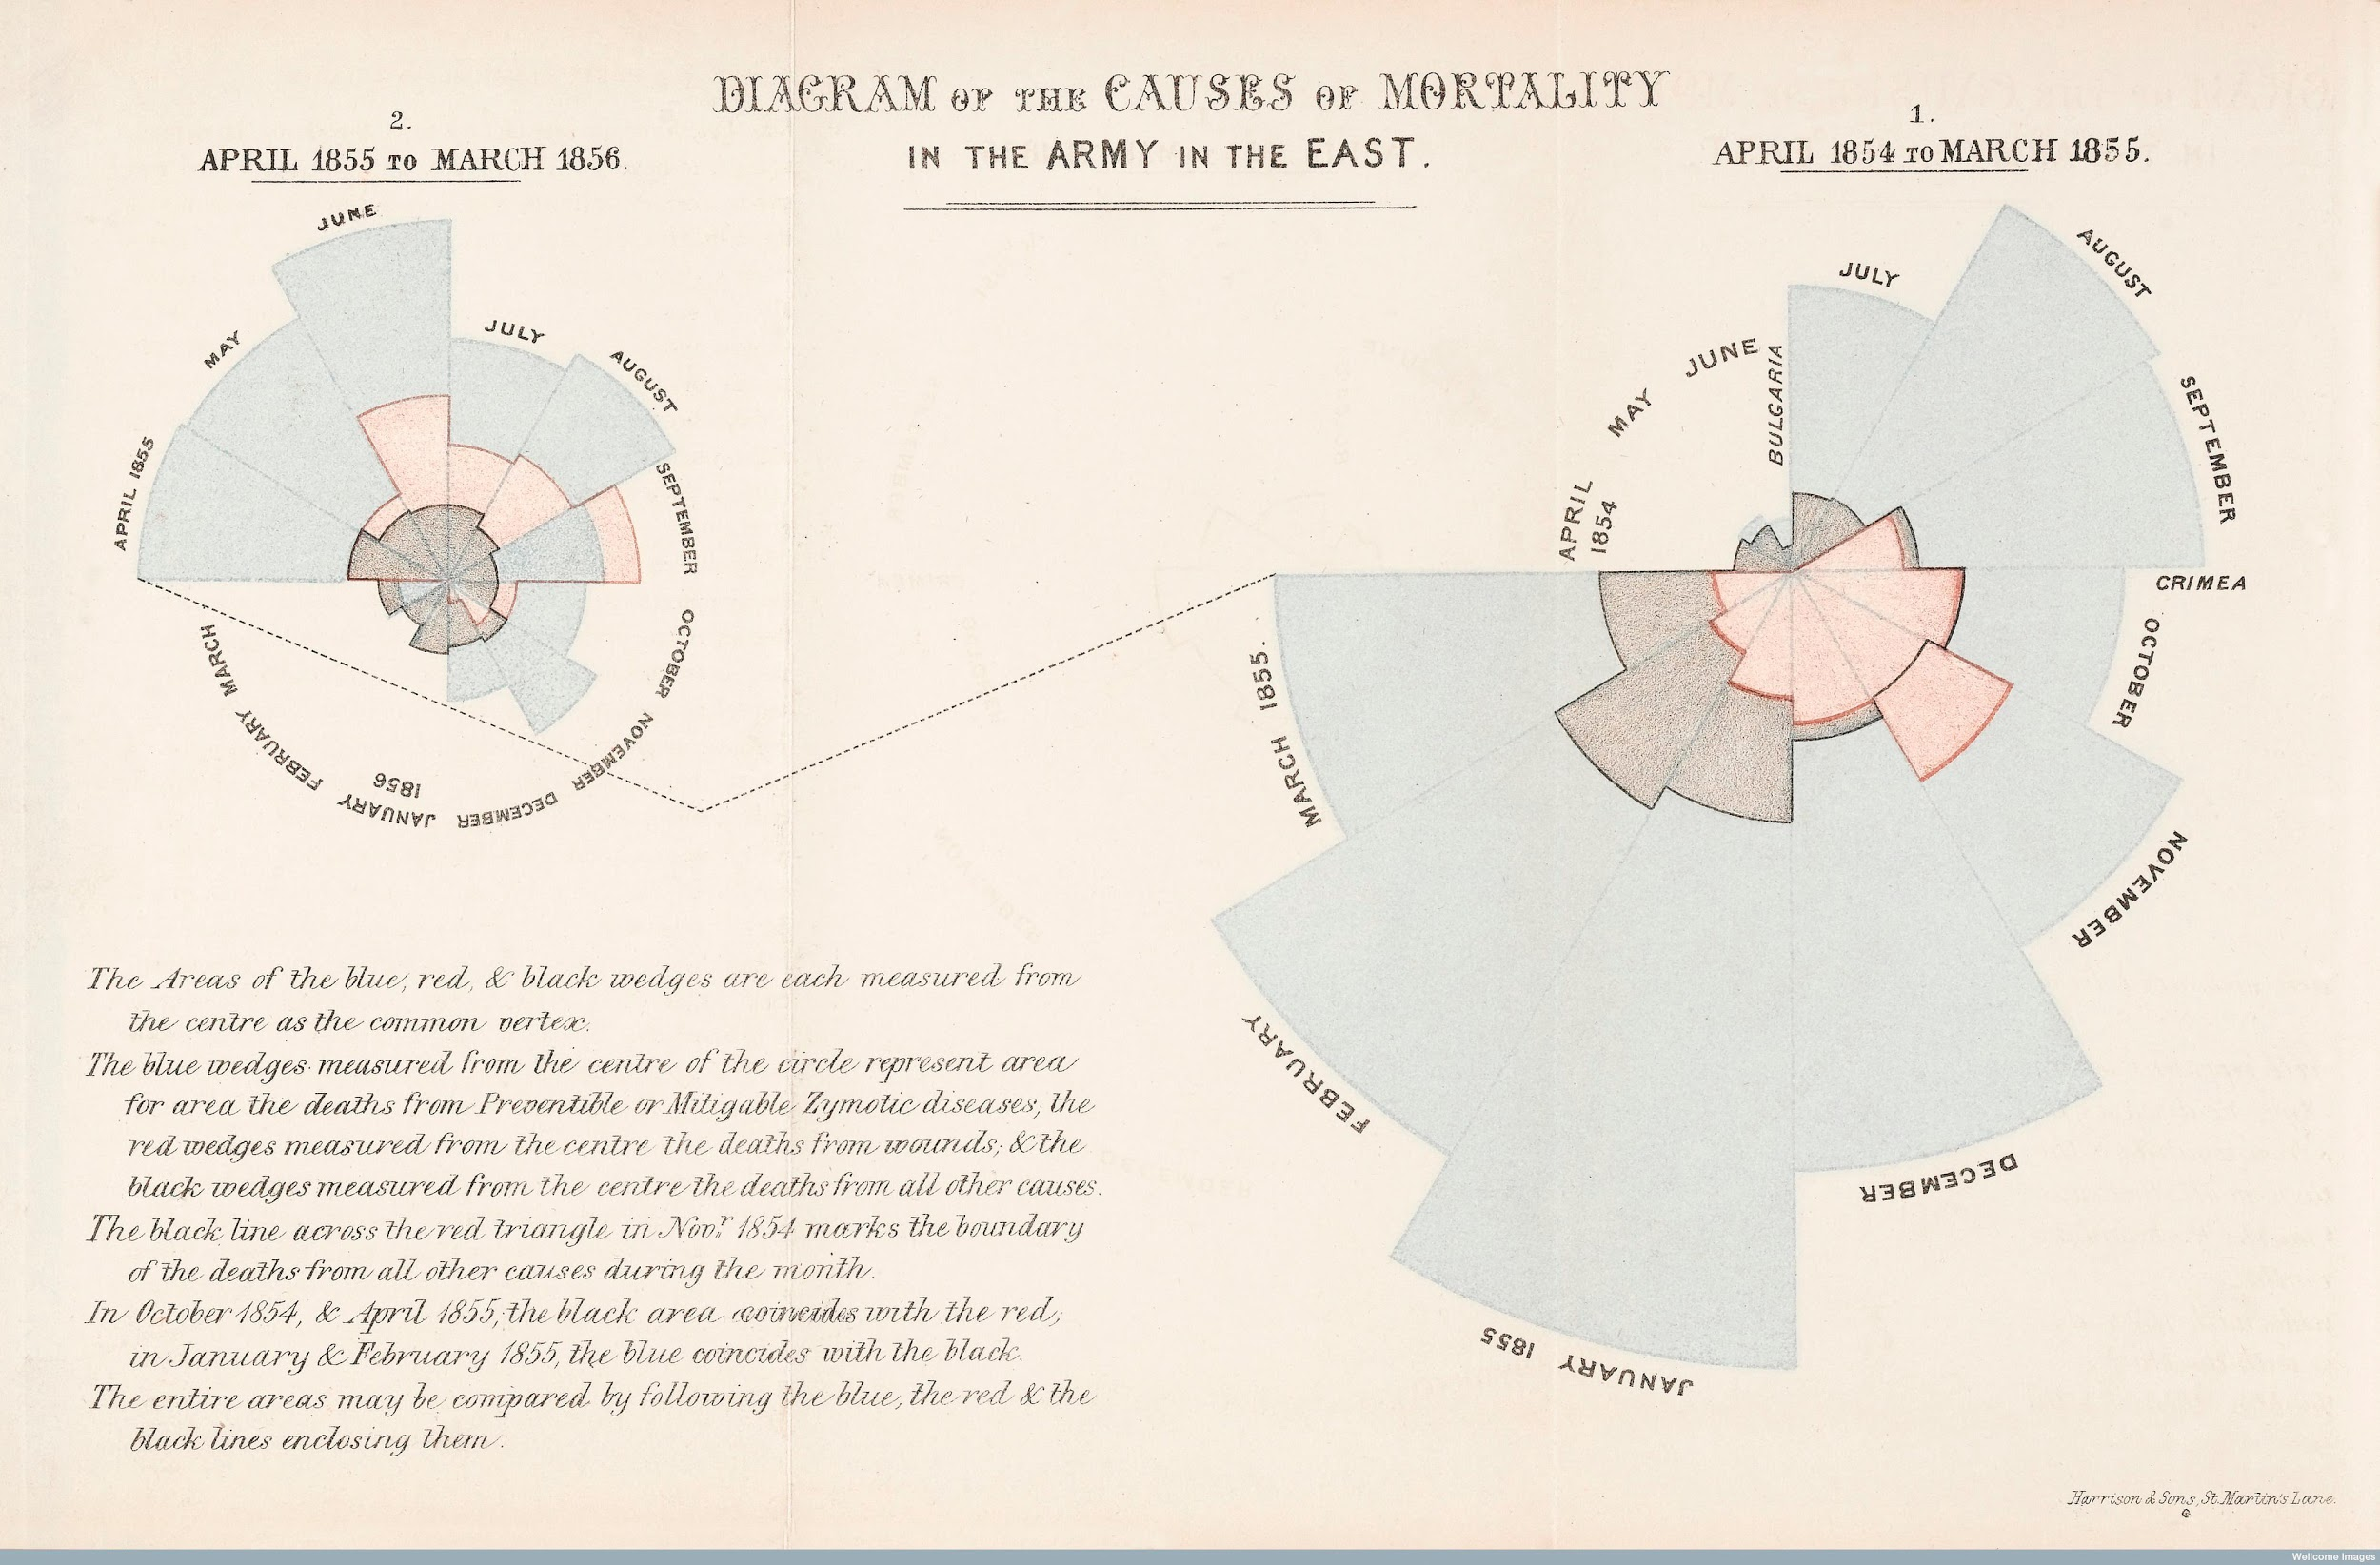 DIAGRAM OF THE CAUSES OF MORTALITY
IN THE ARMY IN THE EAST.
2.
APRIL 1855 TO MARCH 1856.
JUNE
JULY
MAY
AUGUST
APRIL 1855
SEPTEMBER
OCTOBER
NOVEMBER
DECEMBER
1856
JANUARY
FEBRUARY
MARCH
1.
APRIL 1854 TO MARCH 1855.
JULY
AUGUST
JUNE
BULGARIA
MAY
SEPTEMBER
APRIL
1854
CRIMEA
OCTOBER
NOVEMBER
DECEMBER
JANUARY 1855
FEBRUARY
MARCH 1855.
The Areas of the blue, red, & black wedges are each measured from
the centre as the common vertex.
The blue wedges measured from the centre of the circle represent area
for area the deaths from Preventible or Mitigable Zymotic diseases; the
red wedges measured from the centre the deaths from wounds; & the
black wedges measured from the centre the deaths from all other causes.
The black line across the red triangle in Novr. 1854 marks the boundary
of the deaths from all other causes during the month.
In October 1854, & April 1855, the black area coincides with the red;
in January & February 1855, the blue coincides with the black.
The entire areas may be compared by following the blue, the red & the
black lines enclosing them.
Harrison & Sons, St. Martin's Lane.
Wellcome Images